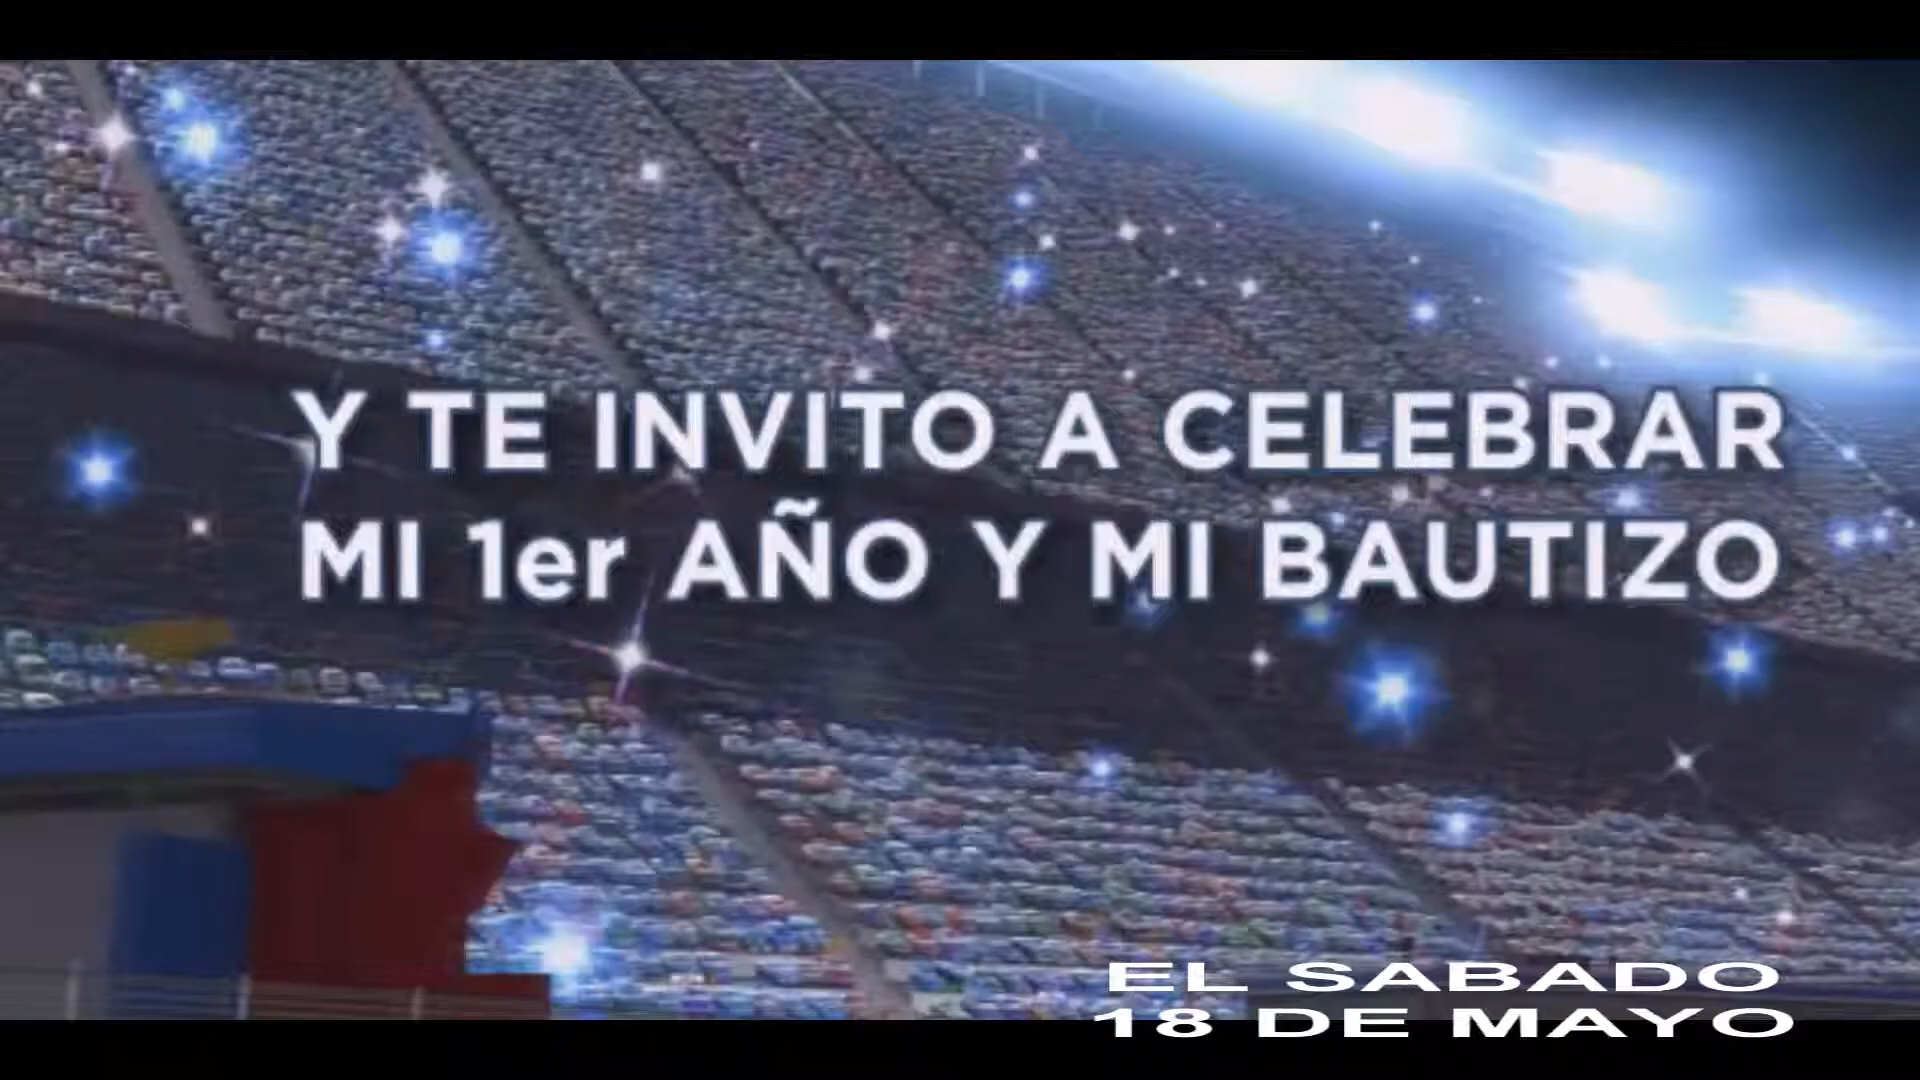 Y TE INVITO A CELEBRAR
MI 1er AÑO Y MI BAUTIZO
EL SABADO
18 DE MAYO